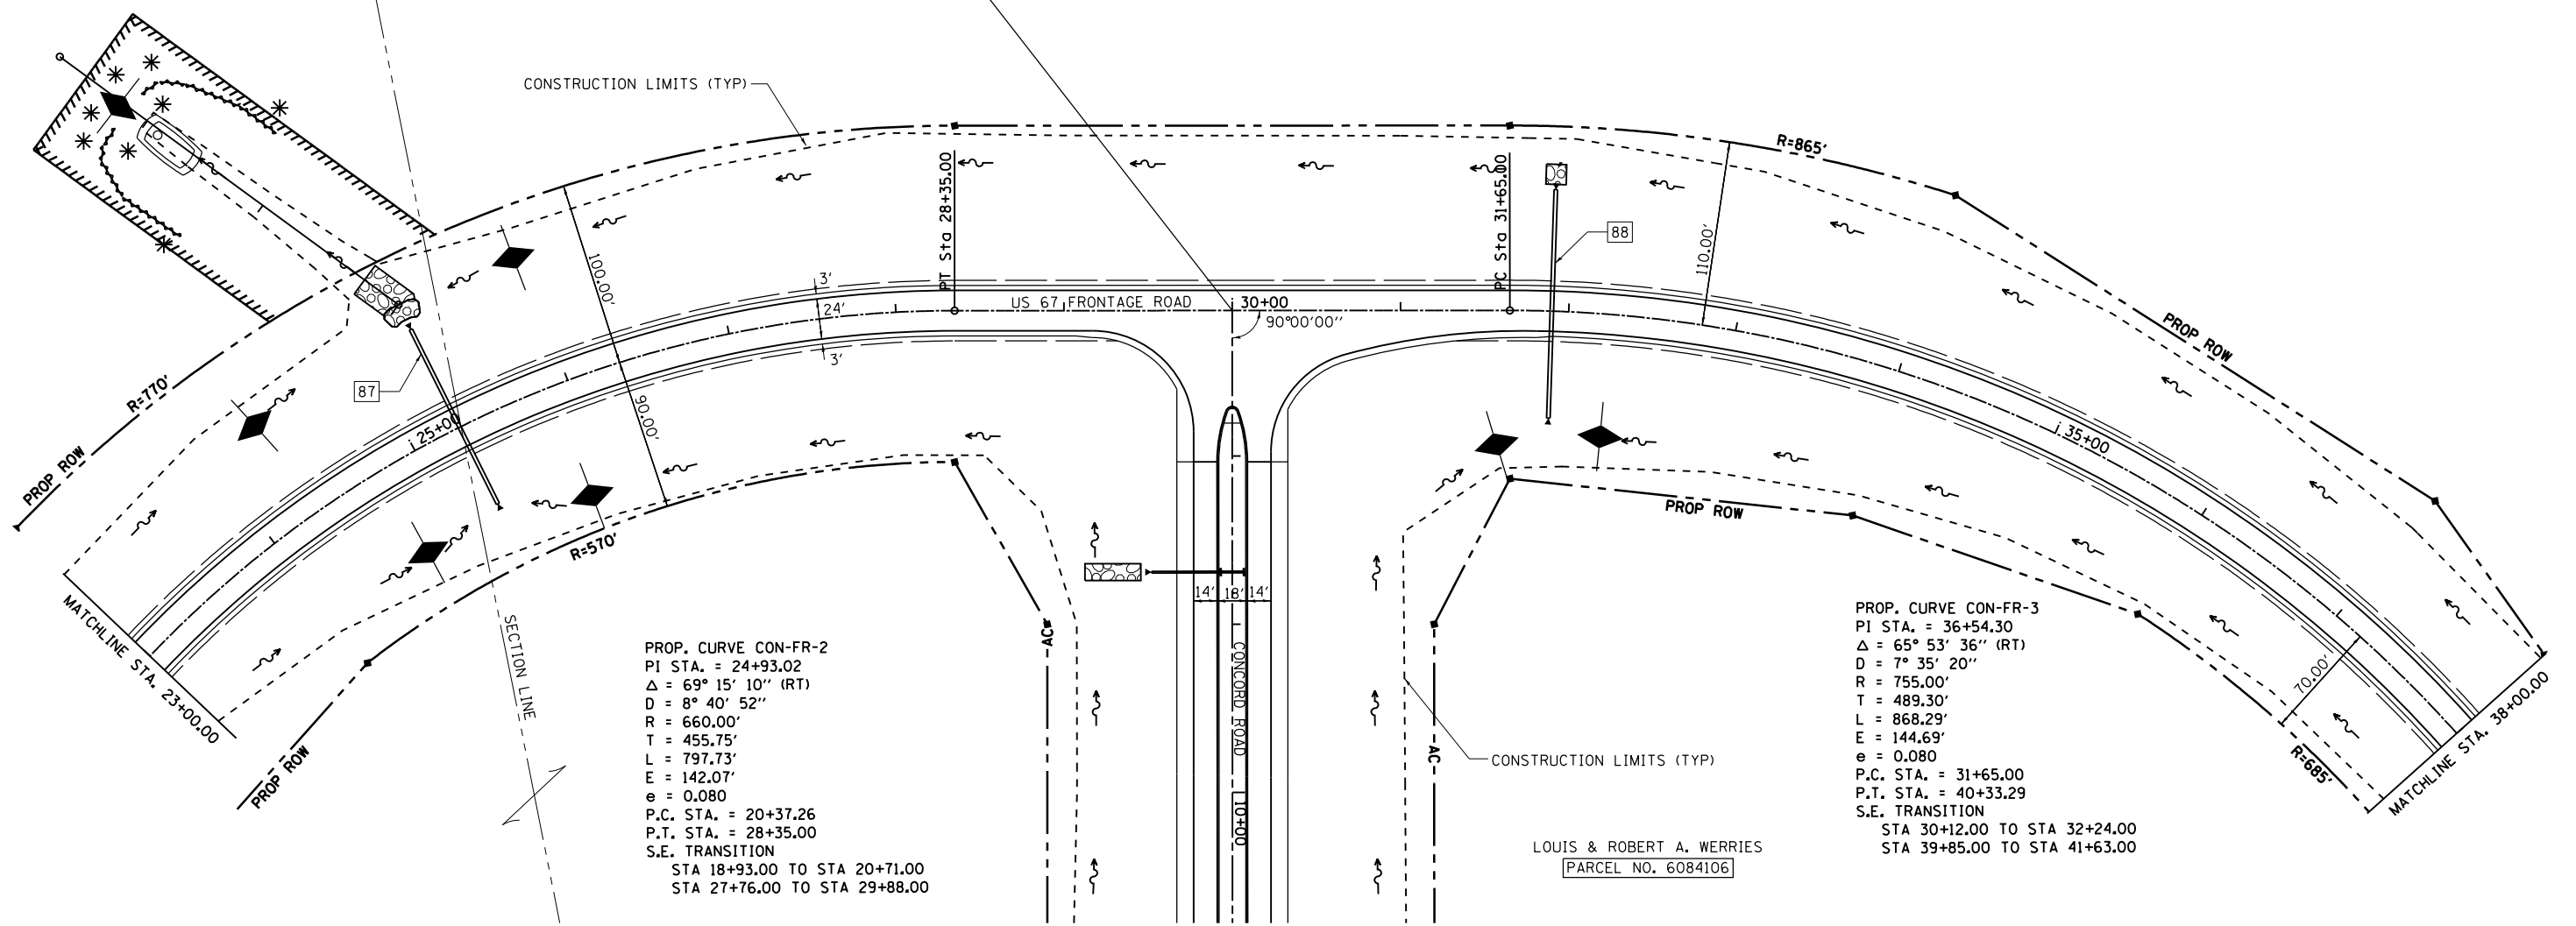 CONSTRUCTION LIMITS (TYP)
R=865'
PT Sta 28+35.00
PC Sta 31+65.00
88
110.00'
100.00'
3'
24'
US 67 FRONTAGE ROAD
30+00
90°00'00''
3'
PROP ROW
87
R=770'
25+00
90.00'
35+00
PROP ROW
PROP ROW
R=570'
14' 18' 14'
MATCHLINE STA. 23+00.00
SECTION LINE
PROP ROW
AC
CONCORD ROAD
10+00
AC
CONSTRUCTION LIMITS (TYP)
70.00'
R=685'
MATCHLINE STA. 38+00.00
PROP. CURVE CON-FR-2
PI STA. = 24+93.02
Δ = 69° 15' 10'' (RT)
D = 8° 40' 52''
R = 660.00'
T = 455.75'
L = 797.73'
E = 142.07'
e = 0.080
P.C. STA. = 20+37.26
P.T. STA. = 28+35.00
S.E. TRANSITION
STA 18+93.00 TO STA 20+71.00
STA 27+76.00 TO STA 29+88.00
LOUIS & ROBERT A. WERRIES
PARCEL NO. 6084106
PROP. CURVE CON-FR-3
PI STA. = 36+54.30
Δ = 65° 53' 36'' (RT)
D = 7° 35' 20''
R = 755.00'
T = 489.30'
L = 868.29'
E = 144.69'
e = 0.080
P.C. STA. = 31+65.00
P.T. STA. = 40+33.29
S.E. TRANSITION
STA 30+12.00 TO STA 32+24.00
STA 39+85.00 TO STA 41+63.00